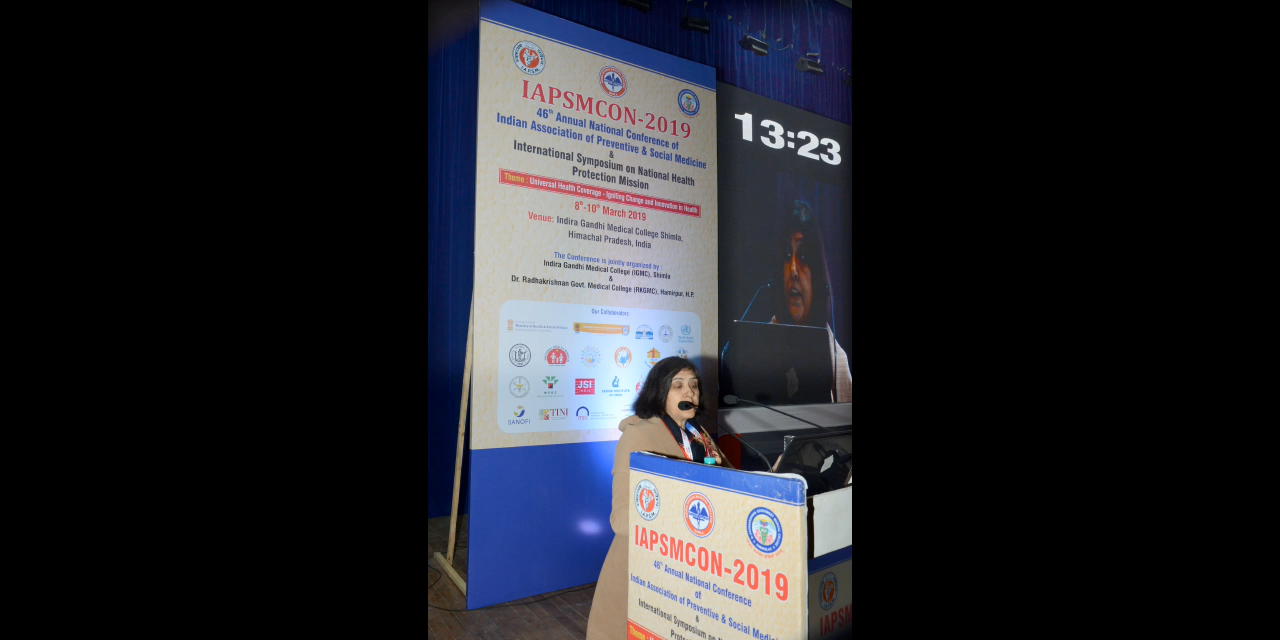 IAPSMCON-2019
46th Annual National Conference of
Indian Association of Preventive & Social Medicine
&
International Symposium on National Health
Protection Mission
Theme : Universal Health Coverage - Igniting Change and Innovation in Health
8th-10th March 2019
Venue: Indira Gandhi Medical College Shimla,
Himachal Pradesh, India
The Conference is jointly organized by :
Indira Gandhi Medical College (IGMC), Shimla
&
Dr. Radhakrishnan Govt. Medical College (RKGMC), Hamirpur, H.P.
Our Collaborators
JSI
SANOFI
TINI
13:23
IAPSM
IAPSMCON-2019
46th Annual National Conference
of
Indian Association of Preventive & Social Medici
&
International Symposium on Na
Prote
IAPSM